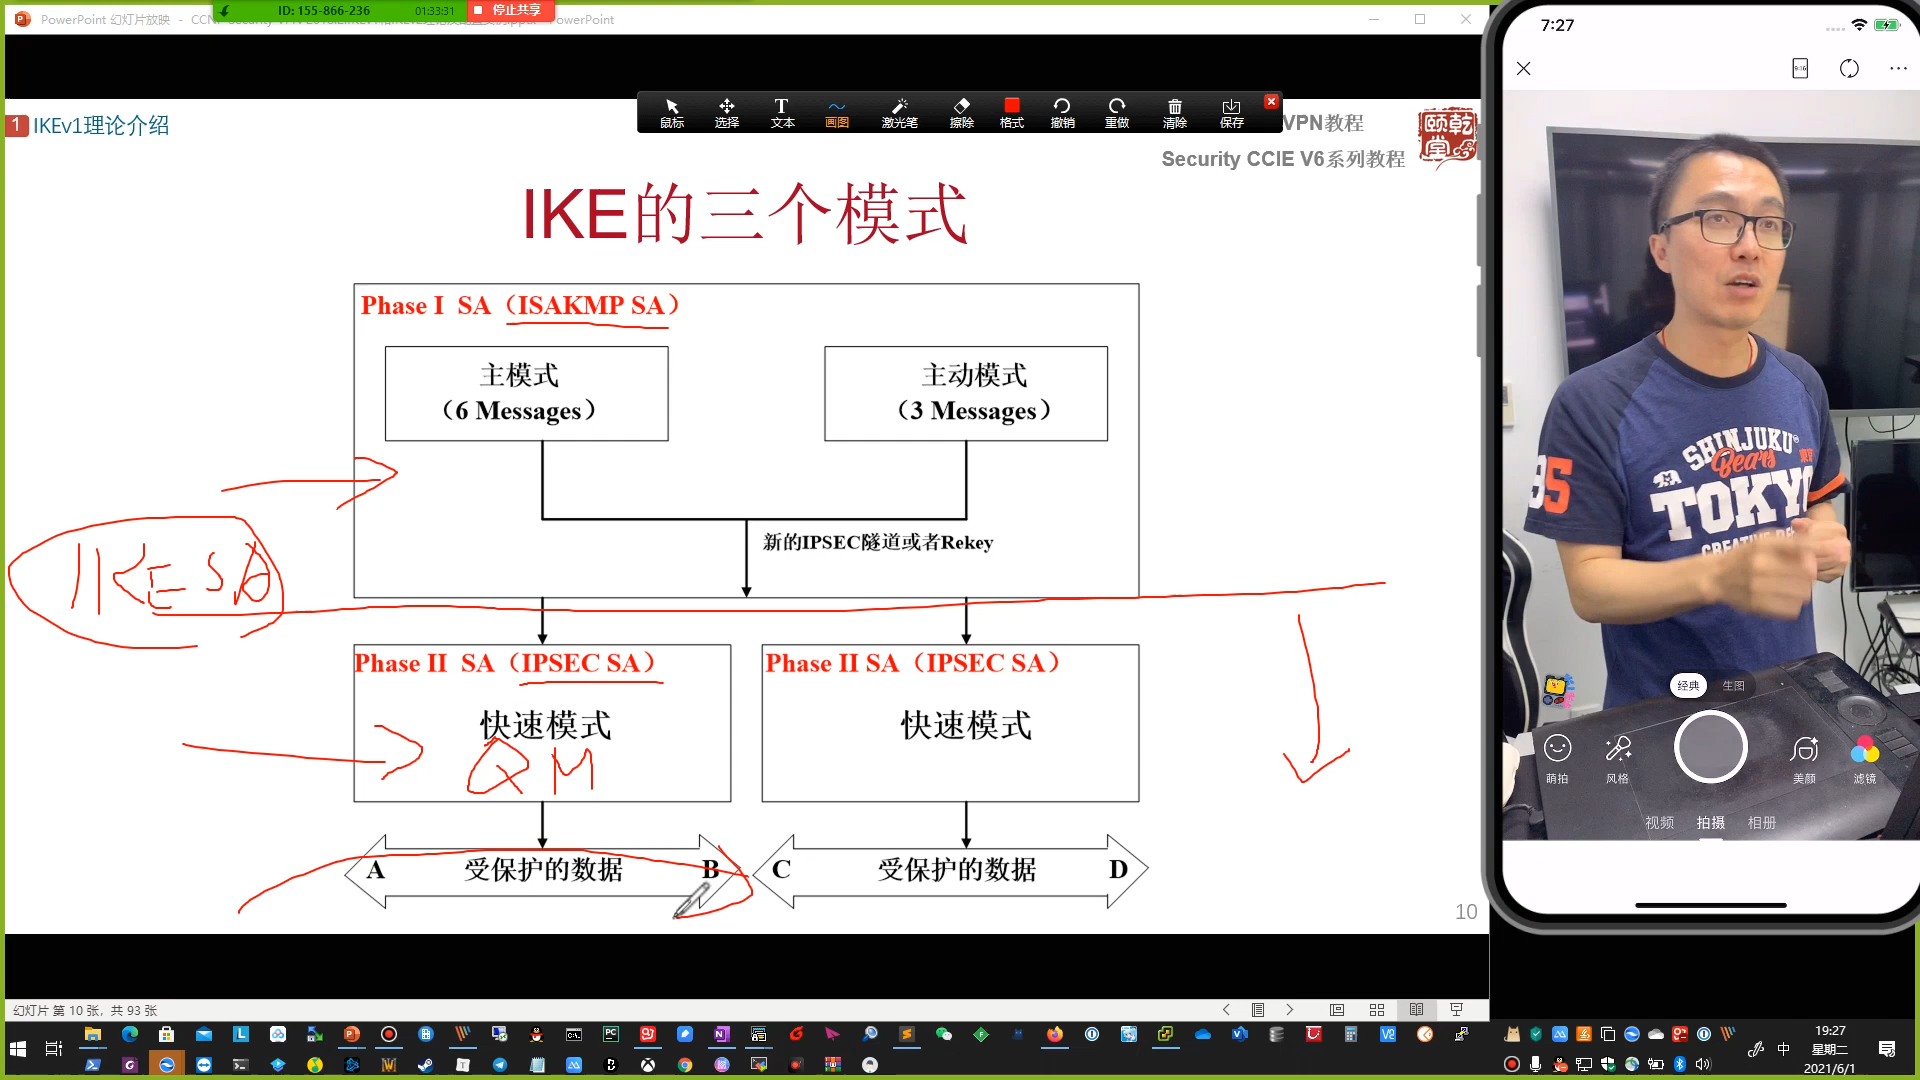 PowerPoint 幻灯片放映 - CCN
owerPoint
ID: 155-866-236
01:33:31
停止共享
1 IKEv1理论介绍
鼠标 选择 文本 画图 激光笔 擦除 格式 撤销 重做 清除 保存
VPN教程
Security CCIE V6系列教程
颐乾堂
IKE的三个模式
Phase I SA（ISAKMP SA）
主模式
（6 Messages）
主动模式
（3 Messages）
新的IPSEC隧道或者Rekey
IKE SA
Phase II SA（IPSEC SA）
快速模式
QM
Phase II SA（IPSEC SA）
快速模式
A 受保护的数据 B
C 受保护的数据 D
10
幻灯片 第 10 张，共 93 张
7:27
95
SHINJUKU
Bears
TOKYO
经典 生图
萌拍 风格 美颜 滤镜
视频 拍摄 相册
中
19:27
星期二
2021/6/1